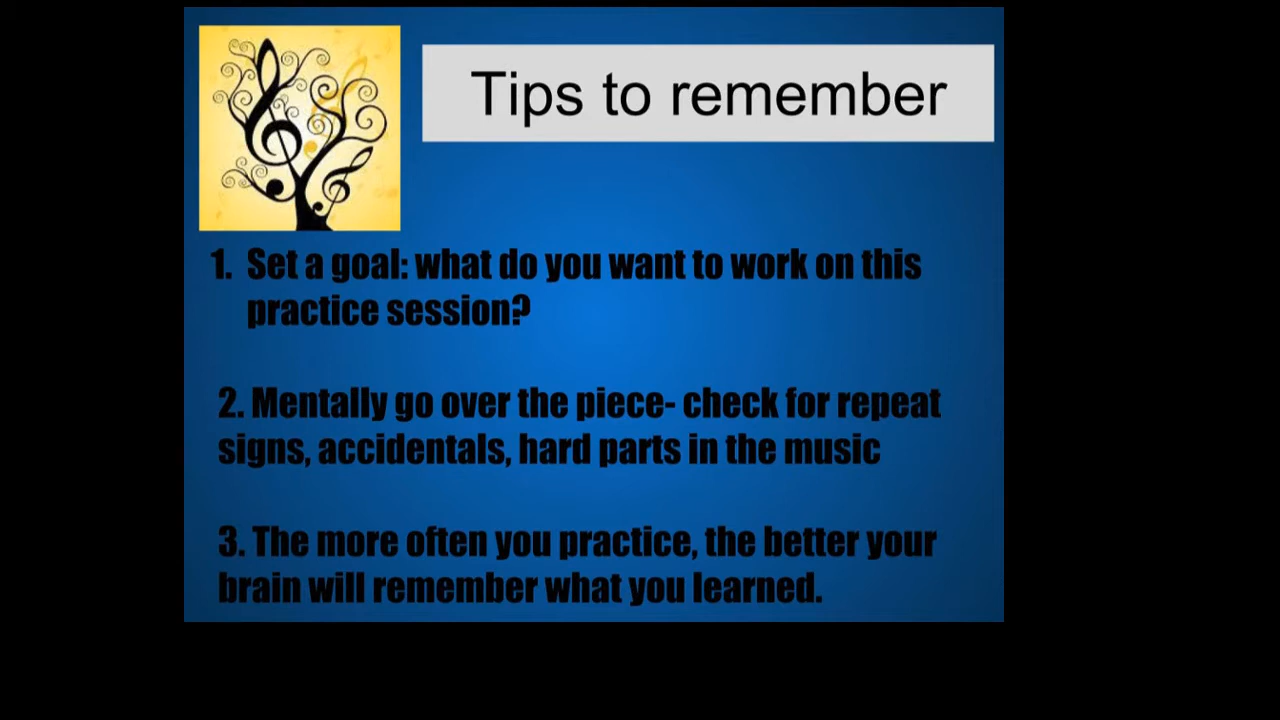 Tips to remember
1. Set a goal: what do you want to work on this
practice session?
2. Mentally go over the piece- check for repeat
signs, accidentals, hard parts in the music
3. The more often you practice, the better your
brain will remember what you learned.